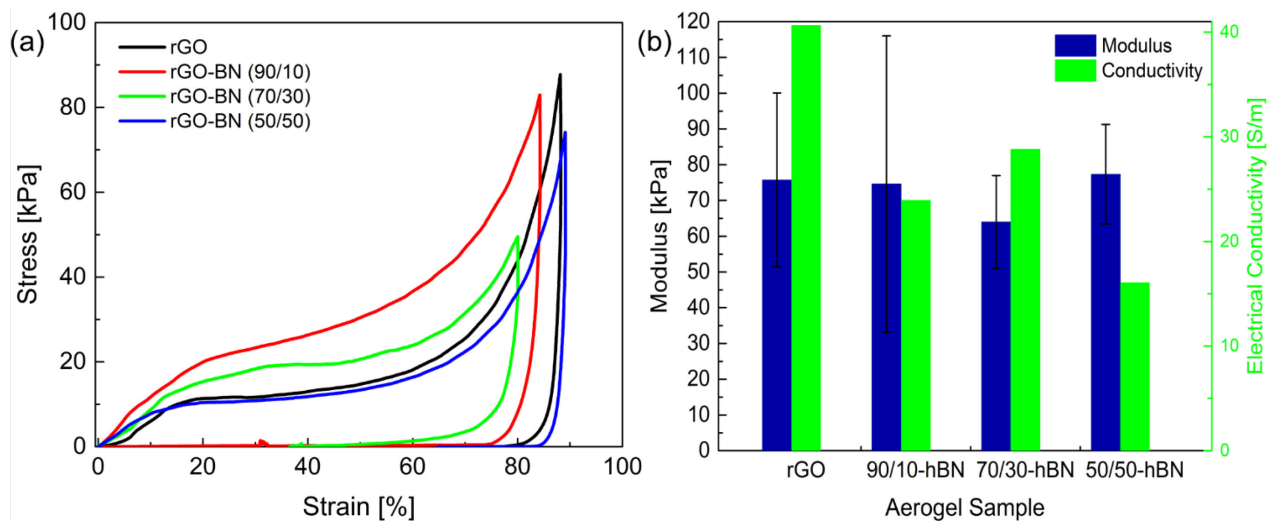 (a)
Stress [kPa]
100
80
60
40
20
0
rGO
rGO-BN (90/10)
rGO-BN (70/30)
rGO-BN (50/50)
0 20 40 60 80 100
Strain [%]
(b)
Modulus [kPa]
120
110
100
90
80
70
60
50
40
30
20
10
0
Modulus
Conductivity
40
30
20
10
0
Electrical Conductivity [S/m]
rGO 90/10-hBN 70/30-hBN 50/50-hBN
Aerogel Sample